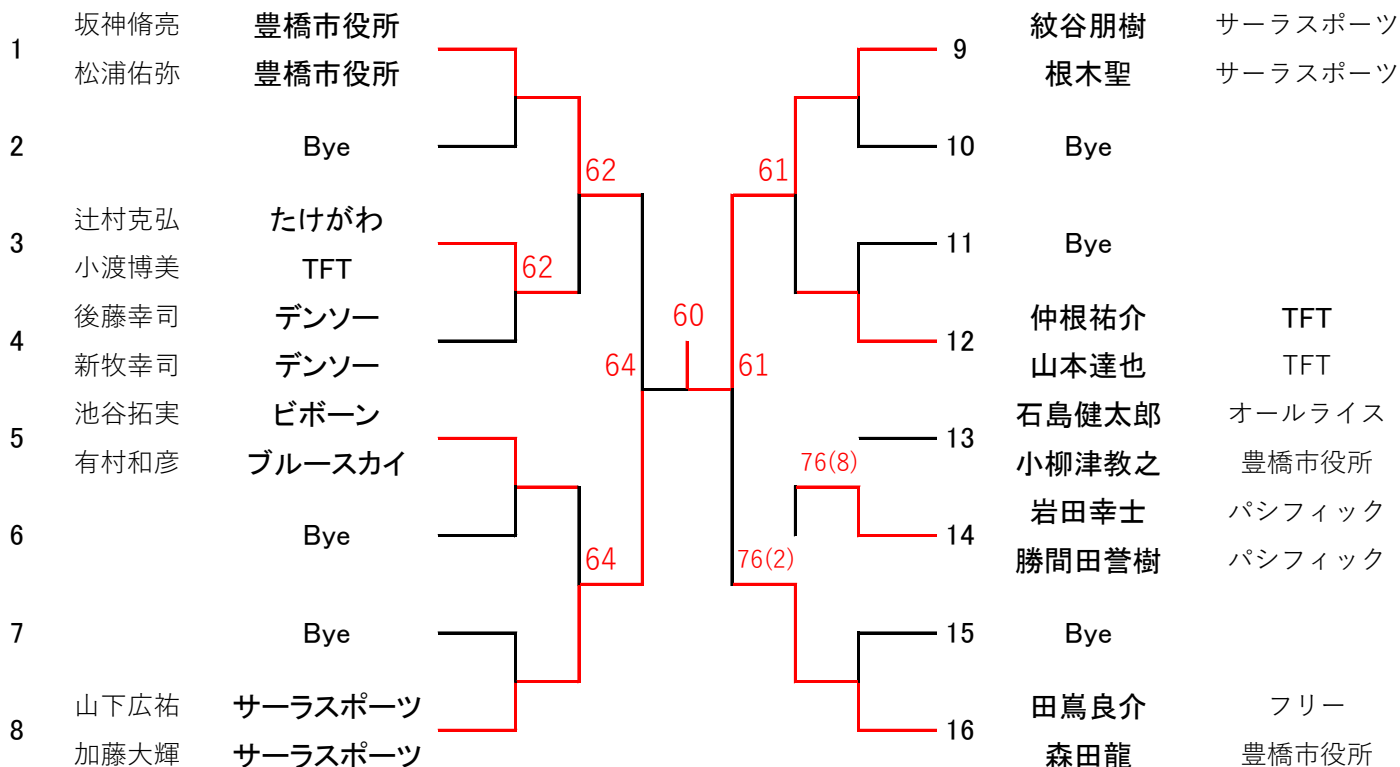 坂神脩亮 豊橋市役所
1
松浦佑弥 豊橋市役所
2 Bye
62
辻村克弘 たけがわ
3
小渡博美 TFT
62
後藤幸司 デンソー
4
新牧幸司 デンソー
64
池谷拓実 ビボーン
5
有村和彦 ブルースカイ
6 Bye
64
7 Bye
山下広祐 サーラスポーツ
8
加藤大輝 サーラスポーツ
60
紋谷朋樹 サーラスポーツ
9
根木聖 サーラスポーツ
10 Bye
61
11 Bye
仲根祐介 TFT
12
山本達也 TFT
61
石島健太郎 オールライス
13
小柳津教之 豊橋市役所
76(8)
岩田幸士 パシフィック
14
勝間田誉樹 パシフィック
76(2)
15 Bye
田嶌良介 フリー
16
森田龍 豊橋市役所